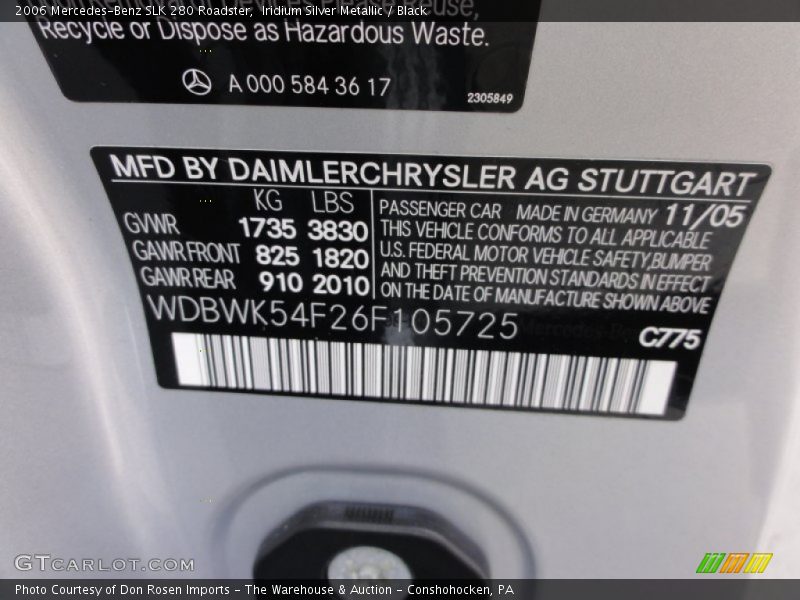 2006 Mercedes-Benz SLK 280 Roadster, Iridium Silver Metallic / Black
Recycle or Dispose as Hazardous Waste.
A 000 584 36 17
2305849
MFD BY DAIMLERCHRYSLER AG STUTTGART
KG LBS
GVWR 1735 3830
GAWR FRONT 825 1820
GAWR REAR 910 2010
PASSENGER CAR MADE IN GERMANY 11/05
THIS VEHICLE CONFORMS TO ALL APPLICABLE
U.S. FEDERAL MOTOR VEHICLE SAFETY,BUMPER
AND THEFT PREVENTION STANDARDS IN EFFECT
ON THE DATE OF MANUFACTURE SHOWN ABOVE
WDBWK54F26F105725
C775
GTCARLOT.COM
Photo Courtesy of Don Rosen Imports - The Warehouse & Auction - Conshohocken, PA